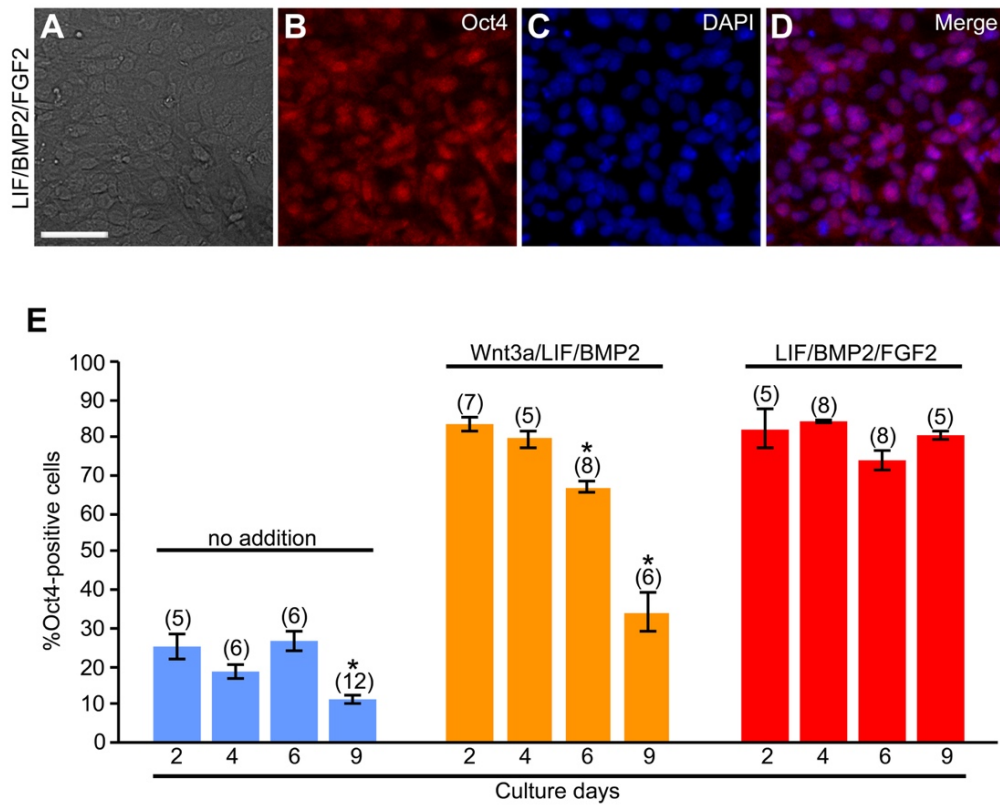 A
B
Oct4
C
DAPI
D
Merge
LIF/BMP2/FGF2
E
%Oct4-positive cells
100
90
80
70
60
50
40
30
20
10
0
no addition
Wnt3a/LIF/BMP2
LIF/BMP2/FGF2
(5)
(6)
(6)
*
(12)
(7)
(5)
*
(8)
*
(6)
(5)
(8)
(8)
(5)
2 4 6 9 2 4 6 9 2 4 6 9
Culture days